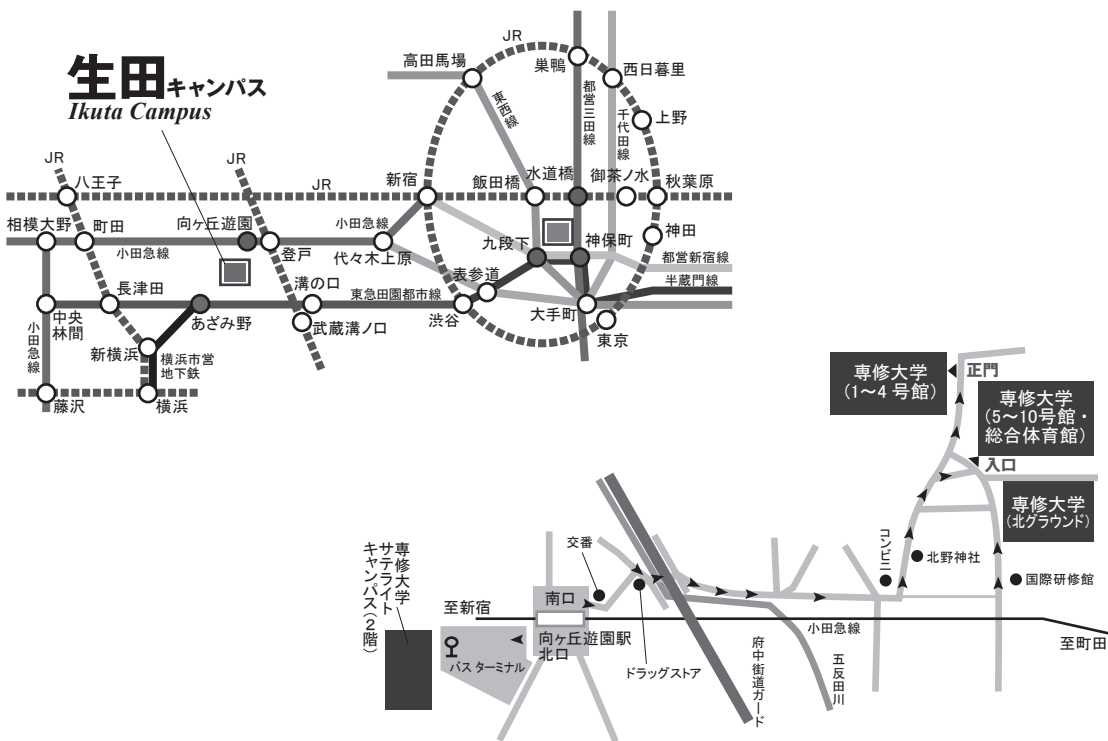 生田キャンパス
Ikuta Campus
JR
高田馬場
巣鴨
西日暮里
東西線
都営三田線
千代田線
上野
JR
八王子
JR
JR
新宿
飯田橋
水道橋
御茶ノ水
秋葉原
相模大野
町田
向ヶ丘遊園
小田急線
登戸
小田急線
代々木上原
九段下
神保町
神田
都営新宿線
半蔵門線
表参道
中央
林間
長津田
あざみ野
溝の口
東急田園都市線
渋谷
大手町
東京
武蔵溝ノ口
小田急線
新横浜
横浜市営
地下鉄
藤沢
横浜
専修大学
(1〜4 号館)
正門
専修大学
(5〜10号館・
総合体育館)
入口
専修大学
(北グラウンド)
コンビニ
北野神社
国際研修館
専修大学
サテライト
キャンパス(2階)
交番
至新宿
南口
向ヶ丘遊園駅
北口
バス ターミナル
ドラッグストア
府中街道ガード
五反田川
小田急線
至町田